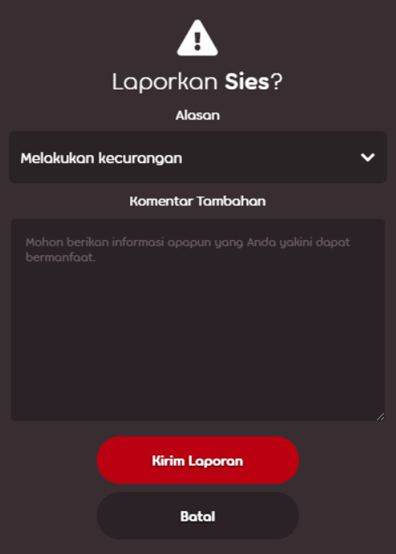 Laporkan Sies?
Alasan
Melakukan kecurangan
Komentar Tambahan
Mohon berikan informasi apapun yang Anda yakini dapat
bermanfaat.
Kirim Laporan
Batal